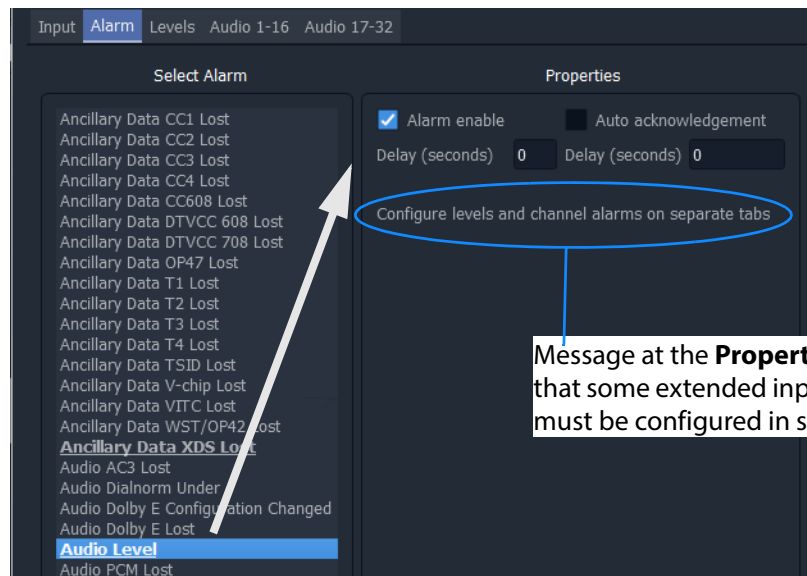 Input Alarm Levels Audio 1-16 Audio 17-32
Select Alarm
Ancillary Data CC1 Lost
Ancillary Data CC2 Lost
Ancillary Data CC3 Lost
Ancillary Data CC4 Lost
Ancillary Data CC608 Lost
Ancillary Data DTVCC 608 Lost
Ancillary Data DTVCC 708 Lost
Ancillary Data OP47 Lost
Ancillary Data T1 Lost
Ancillary Data T2 Lost
Ancillary Data T3 Lost
Ancillary Data T4 Lost
Ancillary Data TSID Lost
Ancillary Data V-chip Lost
Ancillary Data VITC Lost
Ancillary Data WST/OP42 Lost
Ancillary Data XDS Lost
Audio AC3 Lost
Audio Dialnorm Under
Audio Dolby E Configuration Changed
Audio Dolby E Lost
Audio Level
Audio PCM Lost
Properties
Alarm enable Auto acknowledgement
Delay (seconds) 0 Delay (seconds) 0
Configure levels and channel alarms on separate tabs
Message at the Propert
that some extended inp
must be configured in s